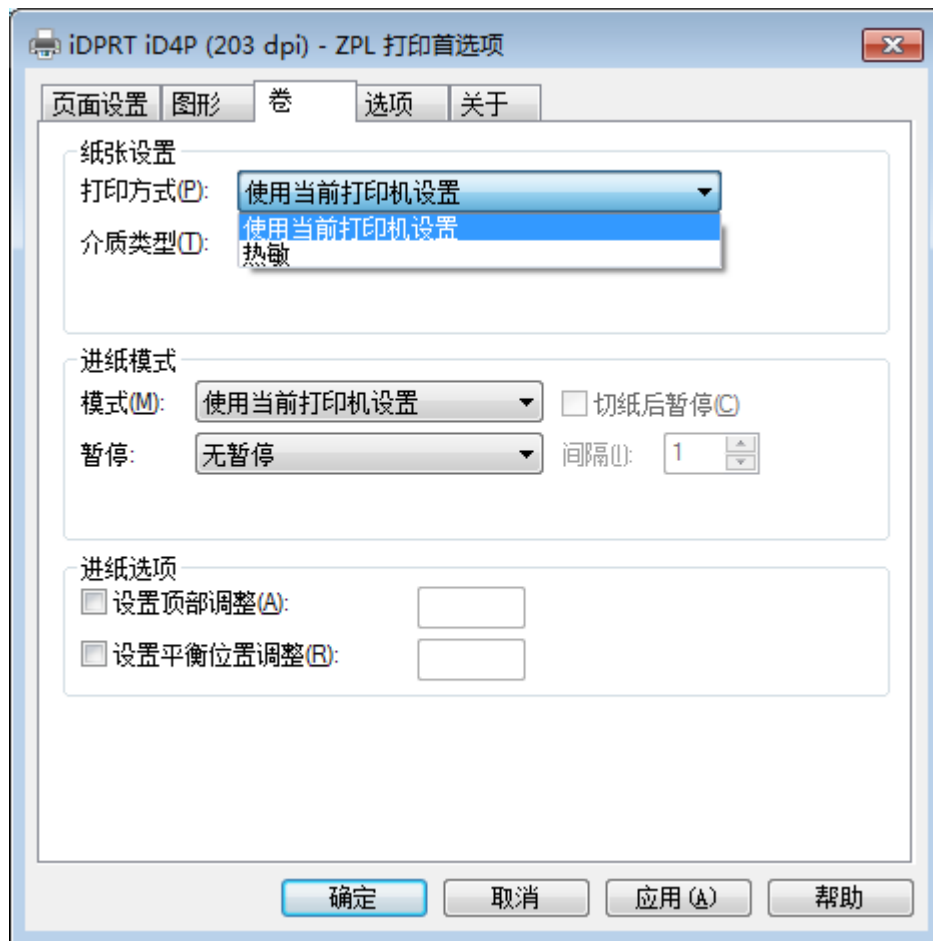 iDPRT iD4P (203 dpi) - ZPL 打印首选项
页面设置 图形 卷 选项 关于
纸张设置
打印方式(P): 使用当前打印机设置
使用当前打印机设置
介质类型(T):
热敏
进纸模式
模式(M): 使用当前打印机设置 切纸后暂停(C)
暂停: 无暂停 间隔(I): 1
进纸选项
设置顶部调整(A):
设置平衡位置调整(R):
确定 取消 应用(A) 帮助